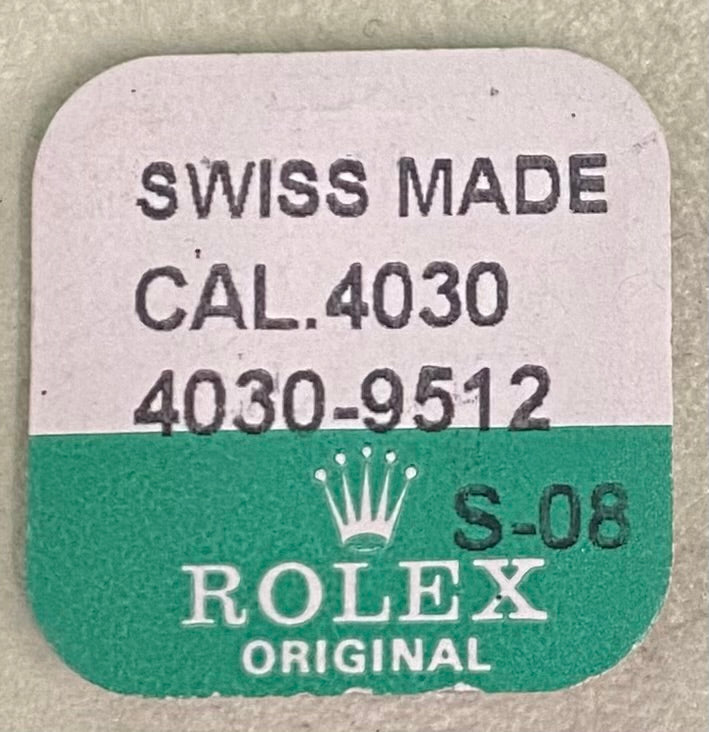 SWISS MADE
CAL.4030
4030-9512
S-08
ROLEX
ORIGINAL